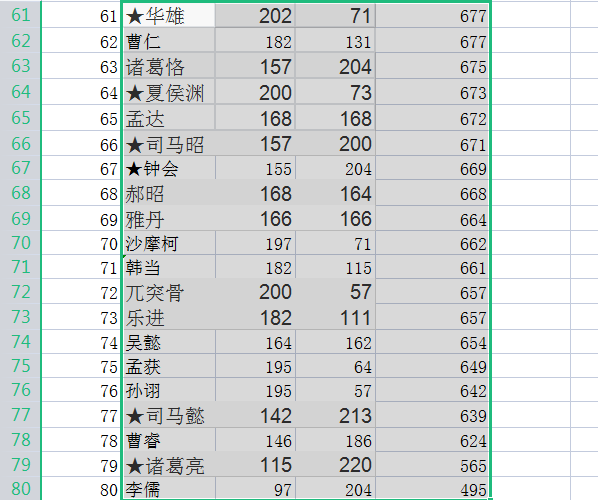 61 61 ★华雄 202 71 677
62 62 曹仁 182 131 677
63 63 诸葛恪 157 204 675
64 64 ★夏侯渊 200 73 673
65 65 孟达 168 168 672
66 66 ★司马昭 157 200 671
67 67 ★钟会 155 204 669
68 68 郝昭 168 164 668
69 69 雅丹 166 166 664
70 70 沙摩柯 197 71 662
71 71 韩当 182 115 661
72 72 兀突骨 200 57 657
73 73 乐进 182 111 657
74 74 吴懿 164 162 654
75 75 孟获 195 64 649
76 76 孙诩 195 57 642
77 77 ★司马懿 142 213 639
78 78 曹睿 146 186 624
79 79 ★诸葛亮 115 220 565
80 80 李儒 97 204 495